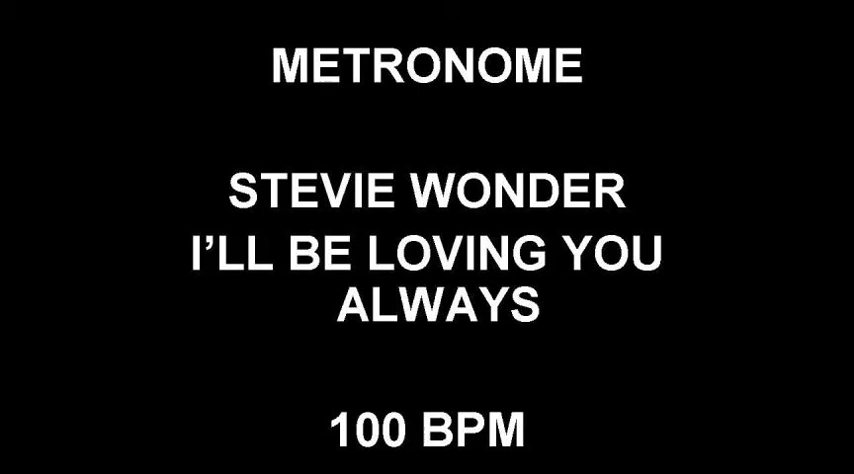 METRONOME
STEVIE WONDER
I’LL BE LOVING YOU
ALWAYS
100 BPM